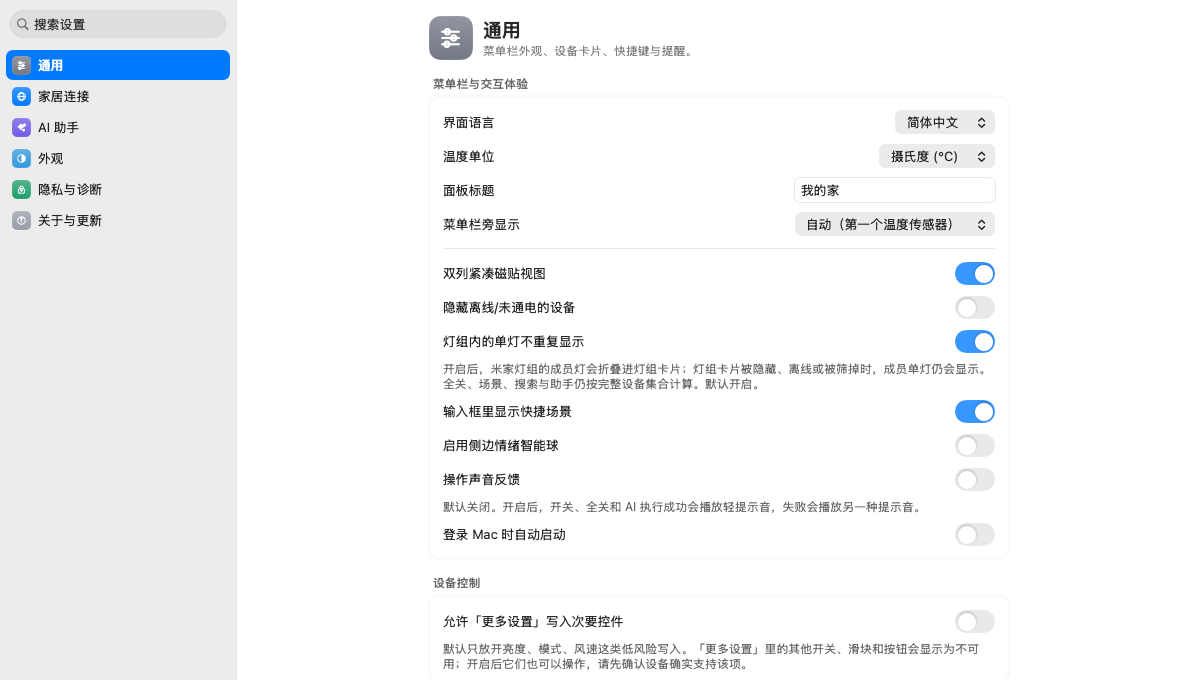 搜索设置
通用
家居连接
AI 助手
外观
隐私与诊断
关于与更新
通用
菜单栏外观、设备卡片、快捷键与提醒。
菜单栏与交互体验
界面语言
简体中文
温度单位
摄氏度 (°C)
面板标题
我的家
菜单栏旁显示
自动（第一个温度传感器）
双列紧凑磁贴视图
隐藏离线/未通电的设备
灯组内的单灯不重复显示
开启后，米家灯组的成员灯会折叠进灯组卡片；灯组卡片被隐藏、离线或被筛掉时，成员单灯仍会显示。
全关、场景、搜索与助手仍按完整设备集合计算。默认开启。
输入框里显示快捷场景
启用侧边情绪智能球
操作声音反馈
默认关闭。开启后，开关、全关和 AI 执行成功会播放轻提示音，失败会播放另一种提示音。
登录 Mac 时自动启动
设备控制
允许「更多设置」写入次要控件
默认只放开亮度、模式、风速这类低风险写入。「更多设置」里的其他开关、滑块和按钮会显示为不可
用；开启后它们也可以操作，请先确认设备确实支持该项。